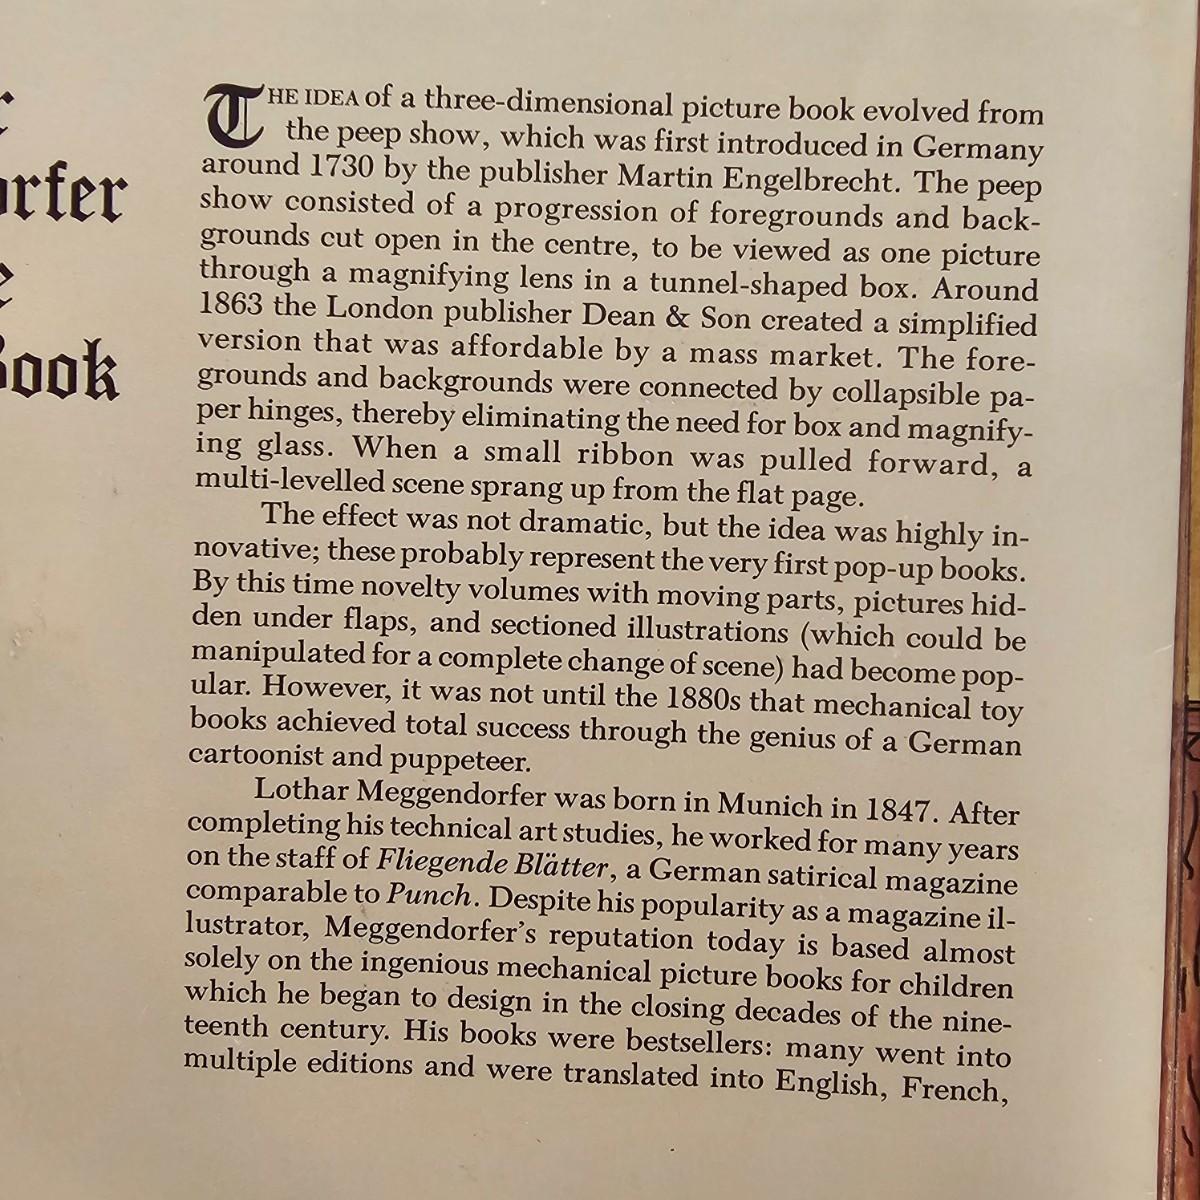 orfer
Book
THE IDEA of a three-dimensional picture book evolved from
the peep show, which was first introduced in Germany
around 1730 by the publisher Martin Engelbrecht. The peep
show consisted of a progression of foregrounds and back-
grounds cut open in the centre, to be viewed as one picture
through a magnifying lens in a tunnel-shaped box. Around
1863 the London publisher Dean & Son created a simplified
version that was affordable by a mass market. The fore-
grounds and backgrounds were connected by collapsible pa-
per hinges, thereby eliminating the need for box and magnify-
ing glass. When a small ribbon was pulled forward, a
multi-levelled scene sprang up from the flat page.
The effect was not dramatic, but the idea was highly in-
novative; these probably represent the very first pop-up books.
By this time novelty volumes with moving parts, pictures hid-
den under flaps, and sectioned illustrations (which could be
manipulated for a complete change of scene) had become pop-
ular. However, it was not until the 1880s that mechanical toy
books achieved total success through the genius of a German
cartoonist and puppeteer.
Lothar Meggendorfer was born in Munich in 1847. After
completing his technical art studies, he worked for many years
on the staff of Fliegende Blätter, a German satirical magazine
comparable to Punch. Despite his popularity as a magazine il-
lustrator, Meggendorfer's reputation today is based almost
solely on the ingenious mechanical picture books for children
which he began to design in the closing decades of the nine-
teenth century. His books were bestsellers: many went into
multiple editions and were translated into English, French,